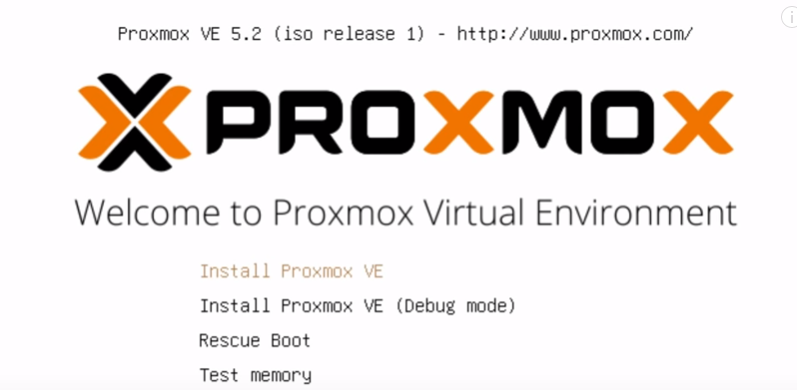 Proxmox VE 5.2 (iso release 1) - http://www.proxmox.com/
PROXMOX
Welcome to Proxmox Virtual Environment
Install Proxmox VE
Install Proxmox VE (Debug mode)
Rescue Boot
Test memory